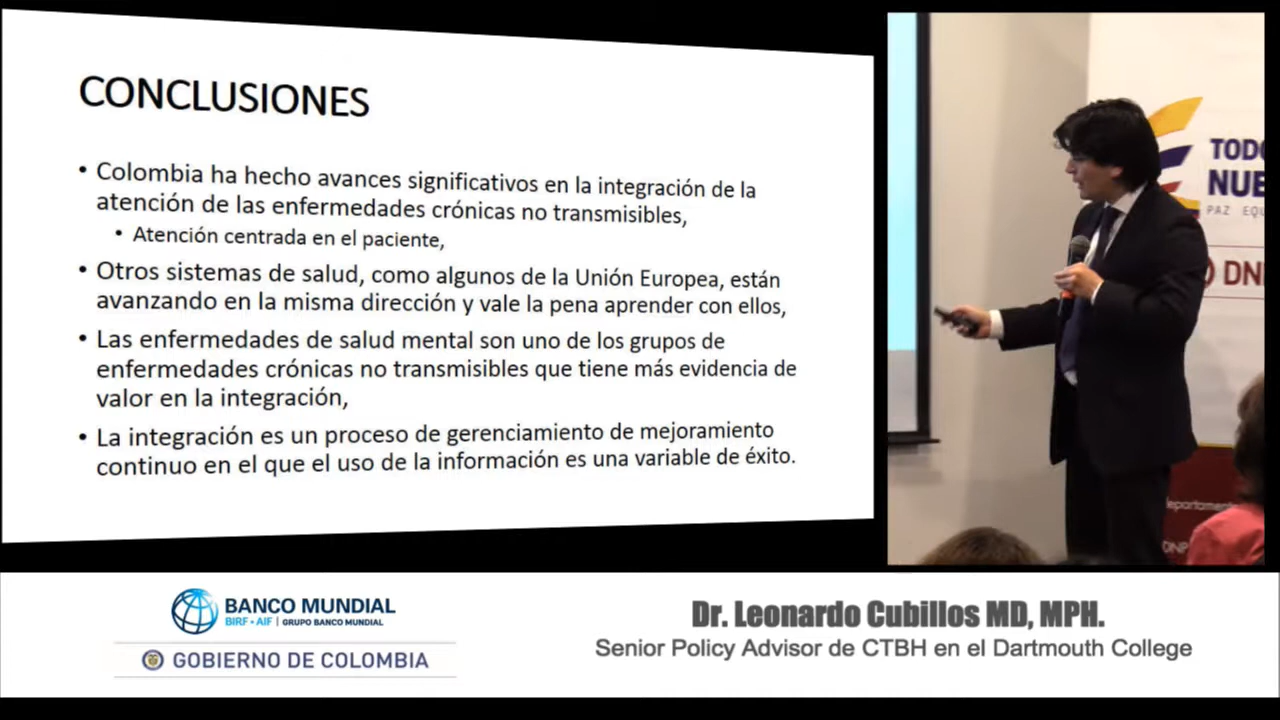 CONCLUSIONES
• Colombia ha hecho avances significativos en la integración de la
atención de las enfermedades crónicas no transmisibles,
• Atención centrada en el paciente,
• Otros sistemas de salud, como algunos de la Unión Europea, están
avanzando en la misma dirección y vale la pena aprender con ellos,
• Las enfermedades de salud mental son uno de los grupos de
enfermedades crónicas no transmisibles que tiene más evidencia de
valor en la integración,
• La integración es un proceso de gerenciamiento de mejoramiento
continuo en el que el uso de la información es una variable de éxito.
TODO
NUE
PAZ EQU
DNP
departament
DNP
BANCO MUNDIAL
BIRF • AIF | GRUPO BANCO MUNDIAL
GOBIERNO DE COLOMBIA
Dr. Leonardo Cubillos MD, MPH.
Senior Policy Advisor de CTBH en el Dartmouth College